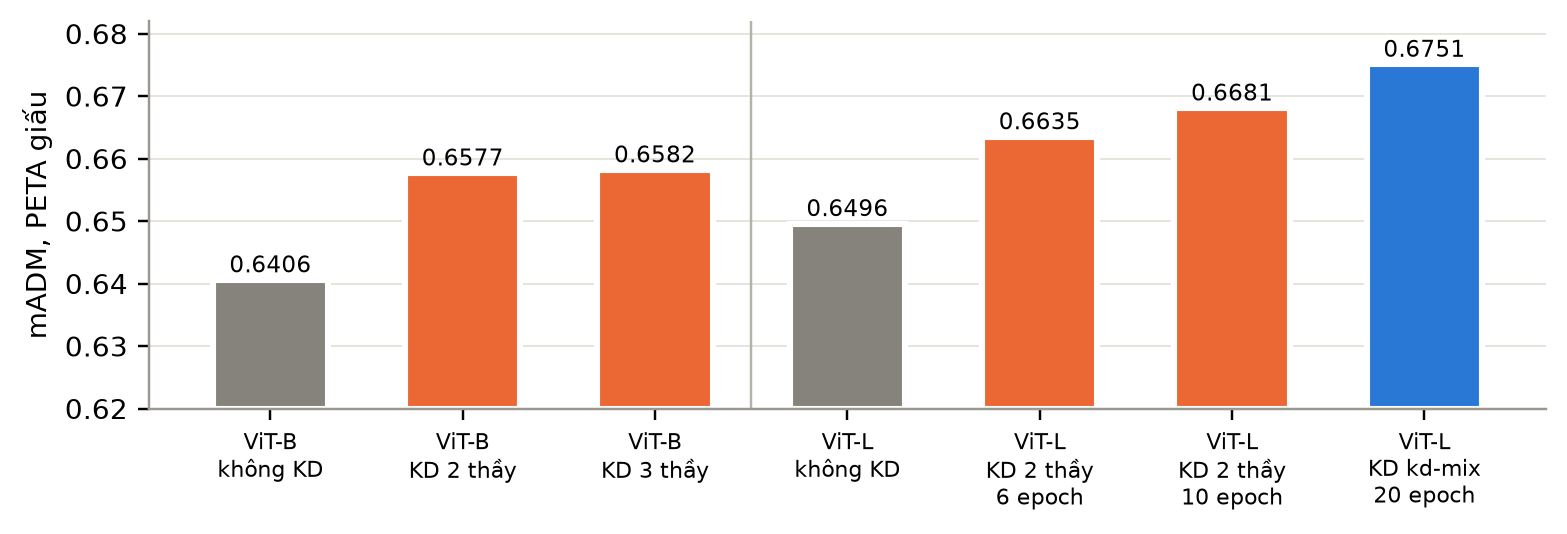 mADM, PETA giấu
0.68
0.67
0.66
0.65
0.64
0.63
0.62
0.6406
0.6577
0.6582
0.6496
0.6635
0.6681
0.6751
ViT-B
không KD
ViT-B
KD 2 thầy
ViT-B
KD 3 thầy
ViT-L
không KD
ViT-L
KD 2 thầy
6 epoch
ViT-L
KD 2 thầy
10 epoch
ViT-L
KD kd-mix
20 epoch